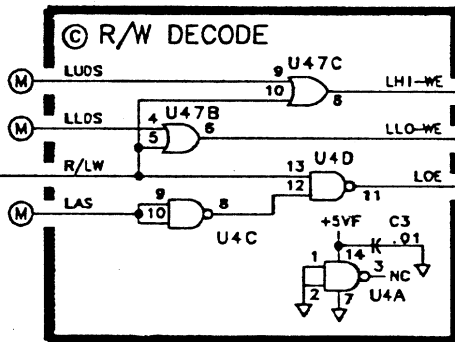 © R/W DECODE
U47C
M LUDS 9
10 8 LHI-WE
U47B
M LLDS 4
5 6 LLO-WE
R/LW 13 U4D
12 11 LOE
M LAS 9
10 8
U4C
+5VF C3
.01
14
1 3 NC
2 7 U4A